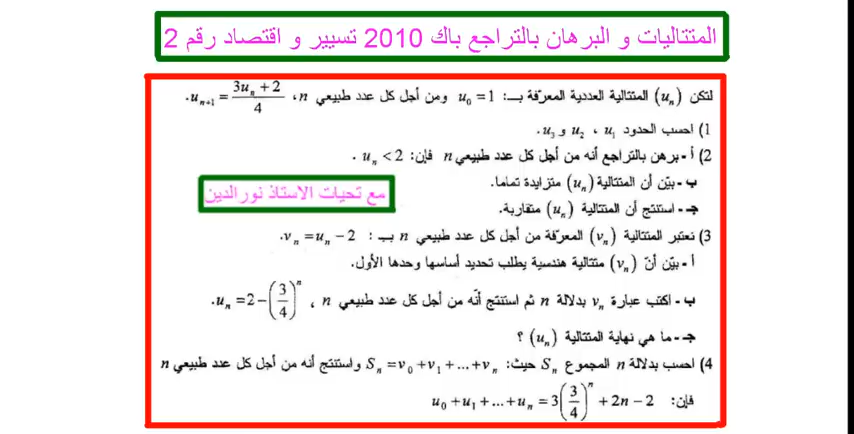 المتتاليات و البرهان بالتراجع باك 2010 تسيير و اقتصاد رقم 2
لتكن (uₙ) المتتالية العددية المعرّفة بـ: u₀ = 1 ومن أجل كل عدد طبيعي n، uₙ₊₁ = (3uₙ + 2)/4.
1) احسب الحدود u₁ ، u₂ و u₃.
2) أ - برهن بالتراجع أنه من أجل كل عدد طبيعي n فإن: uₙ < 2.
ب - بيّن أن المتتالية (uₙ) متزايدة تماما.
مع تحيات الاستاذ نورالدين
جـ - استنتج أن المتتالية (uₙ) متقاربة.
3) نعتبر المتتالية (vₙ) المعرّفة من أجل كل عدد طبيعي n بـ : vₙ = uₙ − 2.
أ - بيّن أنّ (vₙ) متتالية هندسية يطلب تحديد أساسها وحدها الأول.
ب - اكتب عبارة vₙ بدلالة n ثم استنتج أنّه من أجل كل عدد طبيعي n ، uₙ = 2 − (3/4)ⁿ.
جـ - ما هي نهاية المتتالية (uₙ) ؟
4) احسب بدلالة n المجموع Sₙ حيث: Sₙ = v₀ + v₁ + ... + vₙ واستنتج أنه من أجل كل عدد طبيعي n
فإن: u₀ + u₁ + ... + uₙ = 3(3/4)ⁿ + 2n − 2